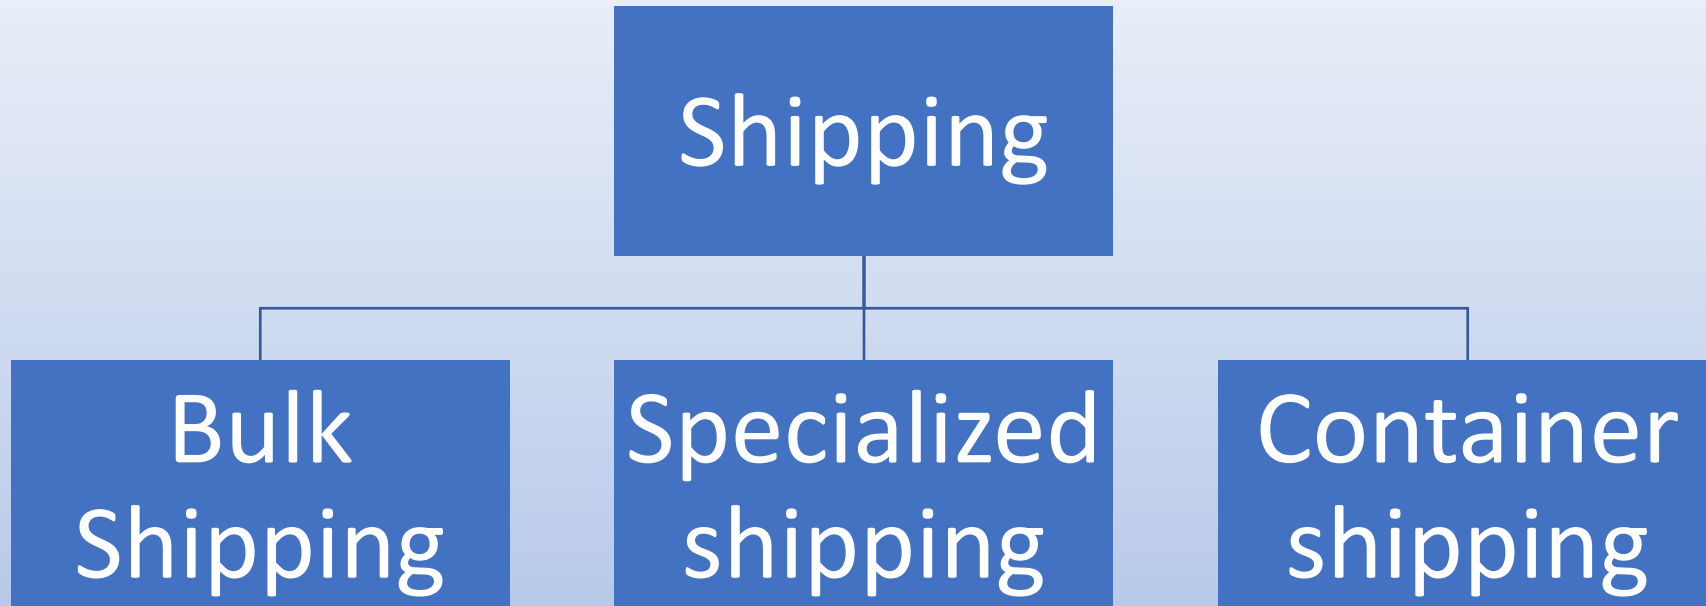 Shipping
Bulk
Shipping
Specialized
shipping
Container
shipping